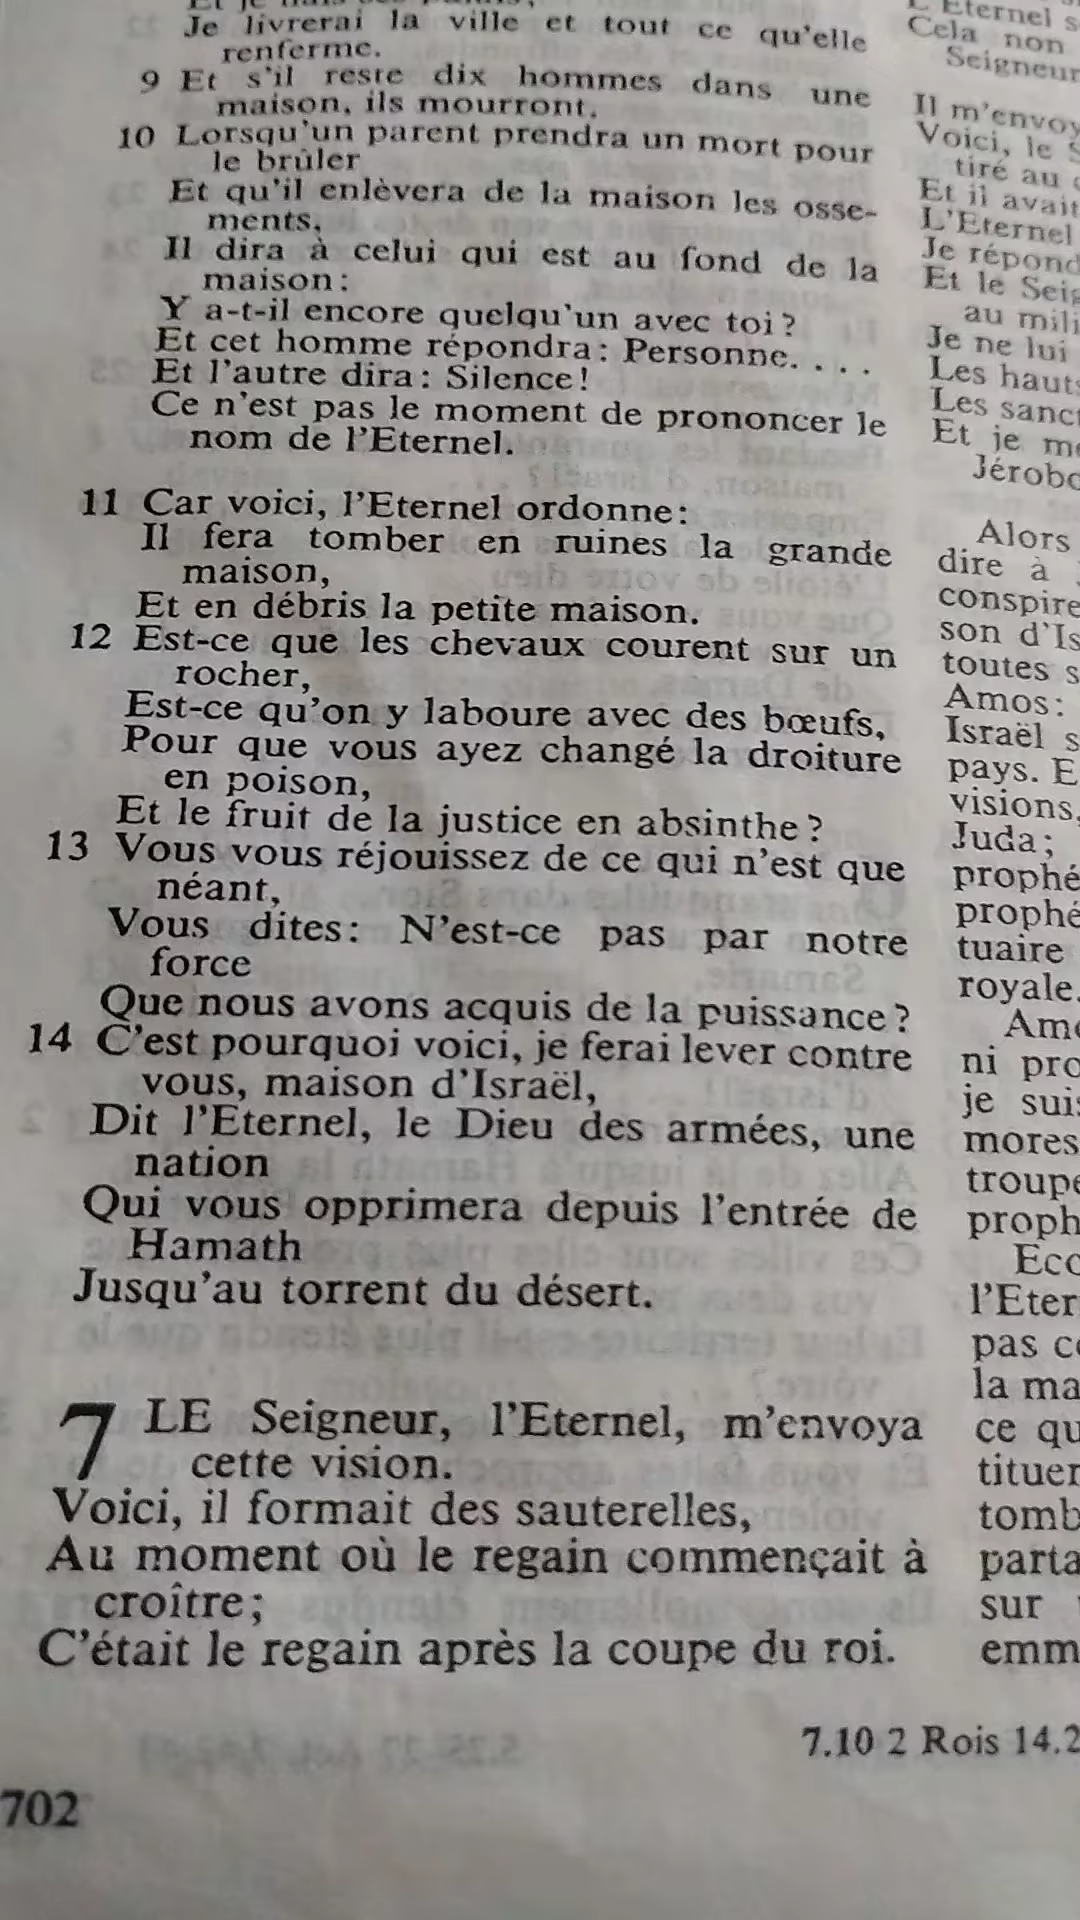 Je livrerai la ville et tout ce qu'elle
renferme.
9 Et s'il reste dix hommes dans une
maison, ils mourront.
10 Lorsqu'un parent prendra un mort pour
le brûler
Et qu'il enlèvera de la maison les osse-
ments,
Il dira à celui qui est au fond de la
maison:
Y a-t-il encore quelqu'un avec toi?
Et cet homme répondra: Personne. . . .
Et l'autre dira: Silence!
Ce n'est pas le moment de prononcer le
nom de l'Eternel.
11 Car voici, l'Eternel ordonne:
Il fera tomber en ruines la grande
maison,
Et en débris la petite maison.
12 Est-ce que les chevaux courent sur un
rocher,
Est-ce qu'on y laboure avec des bœufs,
Pour que vous ayez changé la droiture
en poison,
Et le fruit de la justice en absinthe?
13 Vous vous réjouissez de ce qui n'est que
néant,
Vous dites: N'est-ce pas par notre
force
Que nous avons acquis de la puissance?
14 C'est pourquoi voici, je ferai lever contre
vous, maison d'Israël,
Dit l'Eternel, le Dieu des armées, une
nation
Qui vous opprimera depuis l'entrée de
Hamath
Jusqu'au torrent du désert.
7 LE Seigneur, l'Eternel, m'envoya
cette vision.
Voici, il formait des sauterelles,
Au moment où le regain commençait à
croître;
C'était le regain après la coupe du roi.
L'Eternel
Cela non
Seigneur
Il m'envoy
Voici, le
tiré au
Et il avait
L'Eternel
Je répond
Et le Seig
au mili
Je ne lui
Les hauts
Les sanct
Et je me
Jérobo
Alors
dire à
conspire
son d'Is
toutes s
Amos:
Israël s
pays. E
visions,
Juda;
prophé
prophé
tuaire
royale.
Amo
ni pro
je suis
mores
troupe
proph
Eco
l'Eter
pas co
la ma
ce qu
tituer
tomb
parta
sur
emm
7.10 2 Rois 14.2
702